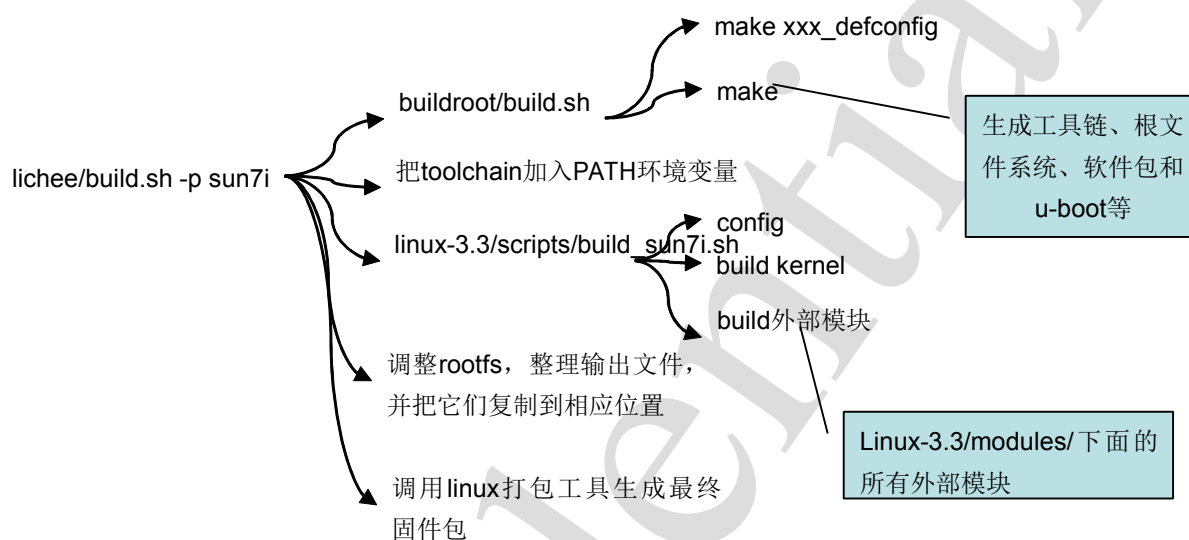 make xxx_defconfig
buildroot/build.sh
make
生成工具链、根文
件系统、软件包和
u-boot等
lichee/build.sh -p sun7i
把toolchain加入PATH环境变量
linux-3.3/scripts/build_sun7i.sh
config
build kernel
build外部模块
调整rootfs，整理输出文件，
并把它们复制到相应位置
Linux-3.3/modules/下面的
所有外部模块
调用linux打包工具生成最终
固件包